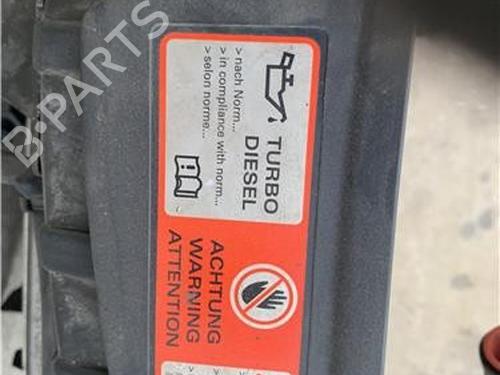 TURBO
DIESEL
> nach Norm...
> in compliance with norm...
> selon norme...
ACHTUNG
WARNING
ATTENTION
B-PARTS